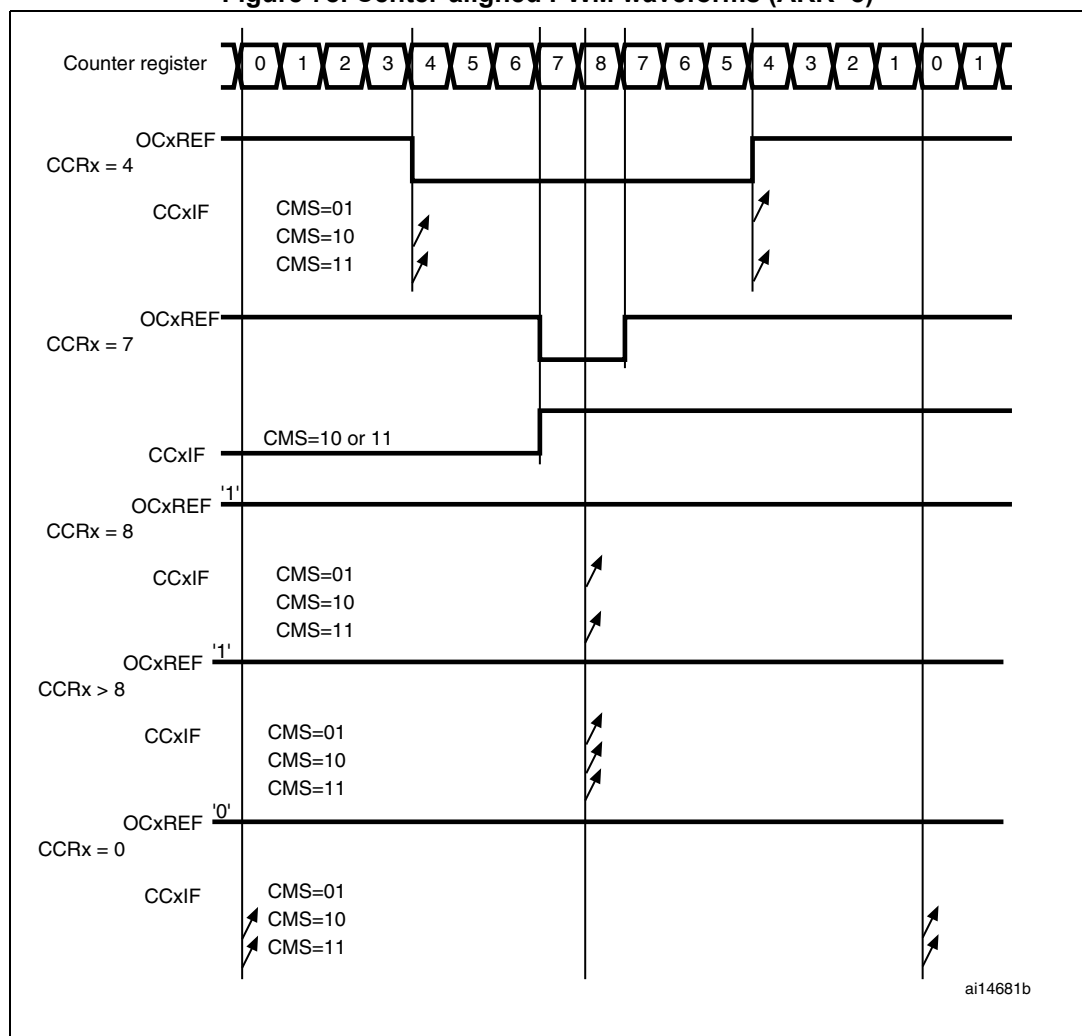 Counter register 0 1 2 3 4 5 6 7 8 7 6 5 4 3 2 1 0 1
OCxREF
CCRx = 4
CCxIF CMS=01
CMS=10
CMS=11
OCxREF
CCRx = 7
CMS=10 or 11
CCxIF
'1'
OCxREF
CCRx = 8
CCxIF CMS=01
CMS=10
CMS=11
'1'
OCxREF
CCRx > 8
CCxIF CMS=01
CMS=10
CMS=11
'0'
OCxREF
CCRx = 0
CCxIF CMS=01
CMS=10
CMS=11
ai14681b